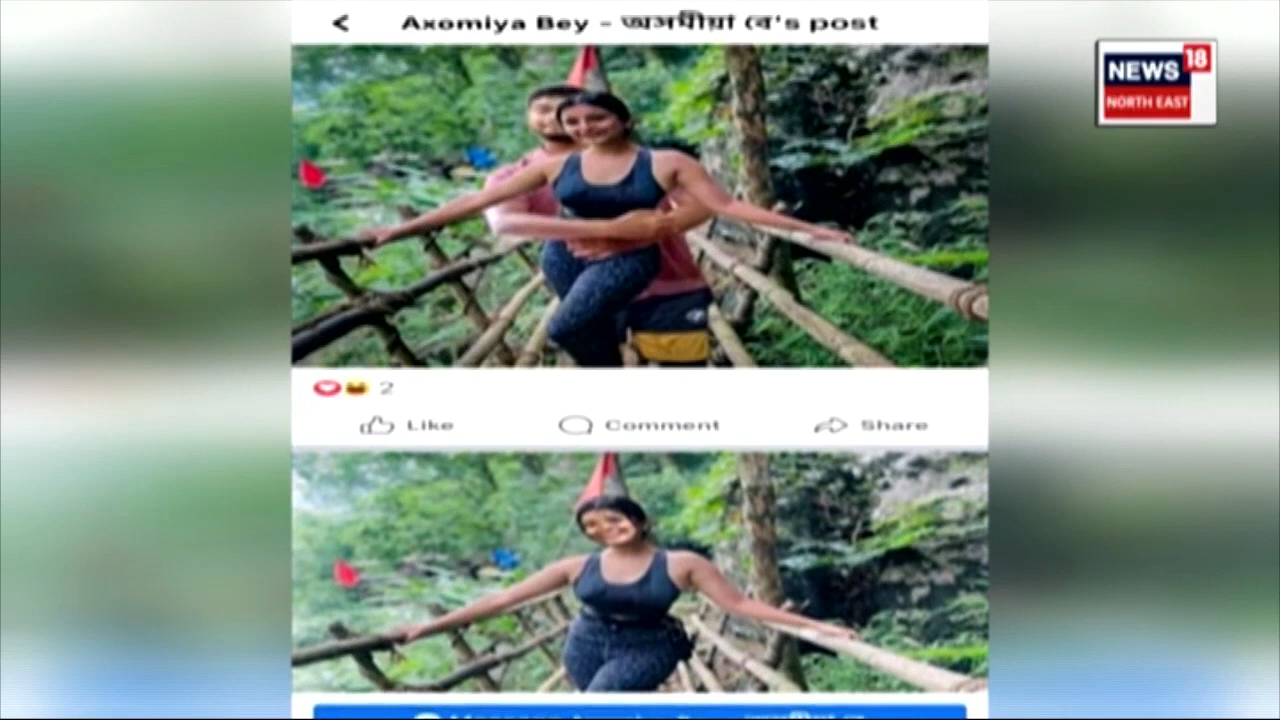 Axomiya Bey - অসমীয়া বে's post
NEWS 18
NORTH EAST
2
Like Comment Share